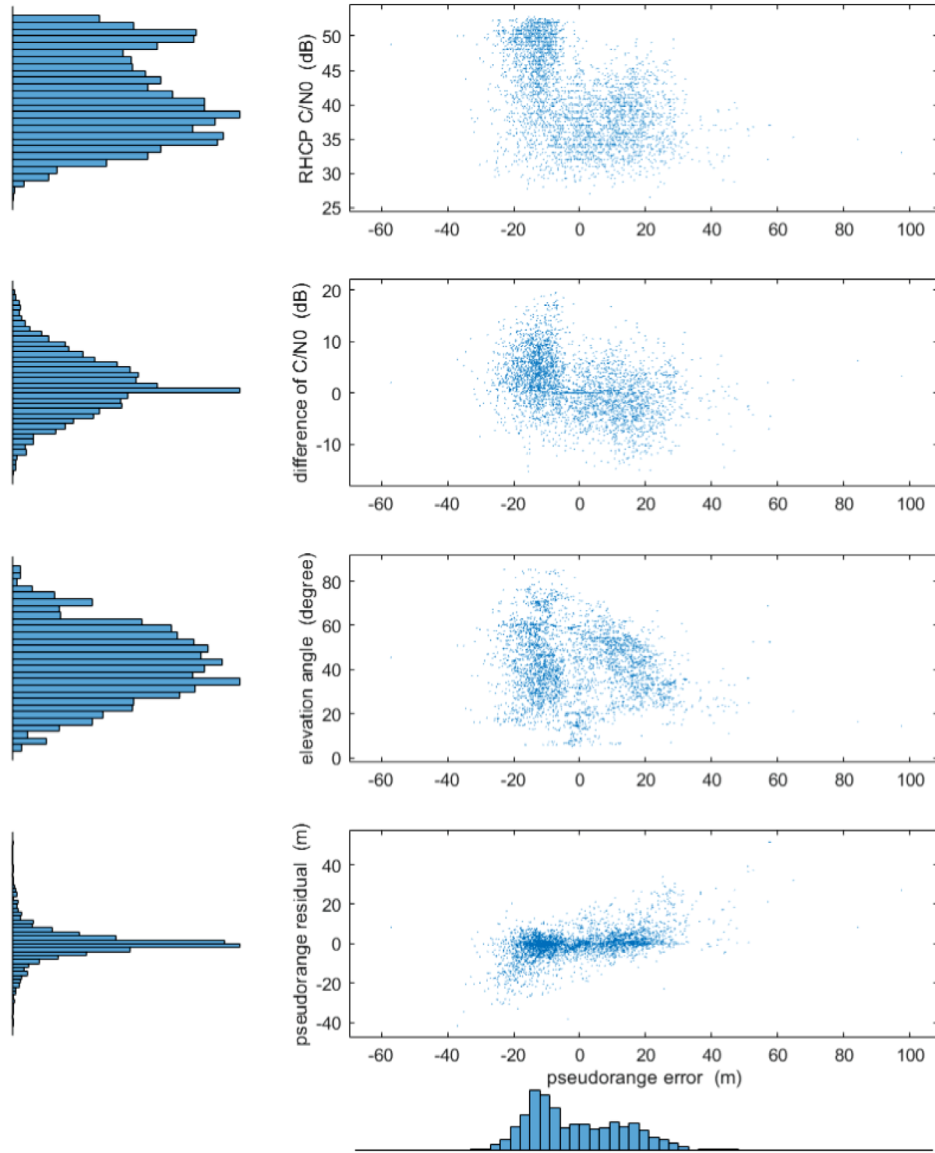 RHCP C/N0 (dB)
50
45
40
35
30
25
-60 -40 -20 0 20 40 60 80 100
difference of C/N0 (dB)
20
10
0
-10
-60 -40 -20 0 20 40 60 80 100
elevation angle (degree)
80
60
40
20
0
-60 -40 -20 0 20 40 60 80 100
pseudorange residual (m)
40
20
0
-20
-40
-60 -40 -20 0 20 40 60 80 100
pseudorange error (m)